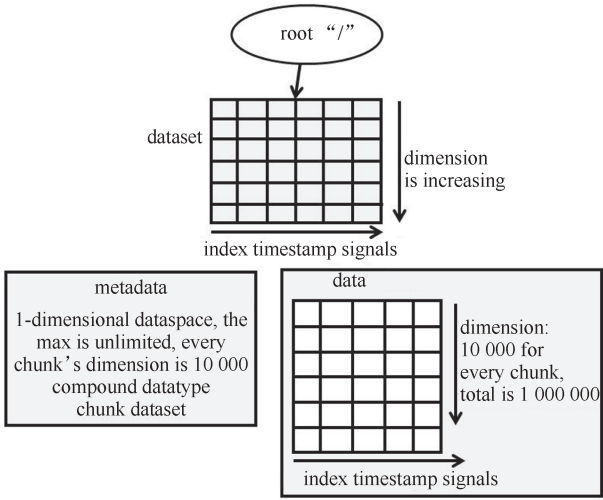 root “/”
dataset
dimension
is increasing
index timestamp signals
metadata
1-dimensional dataspace, the
max is unlimited, every
chunk’s dimension is 10 000
compound datatype
chunk dataset
data
dimension:
10 000 for
every chunk,
total is 1 000 000
index timestamp signals